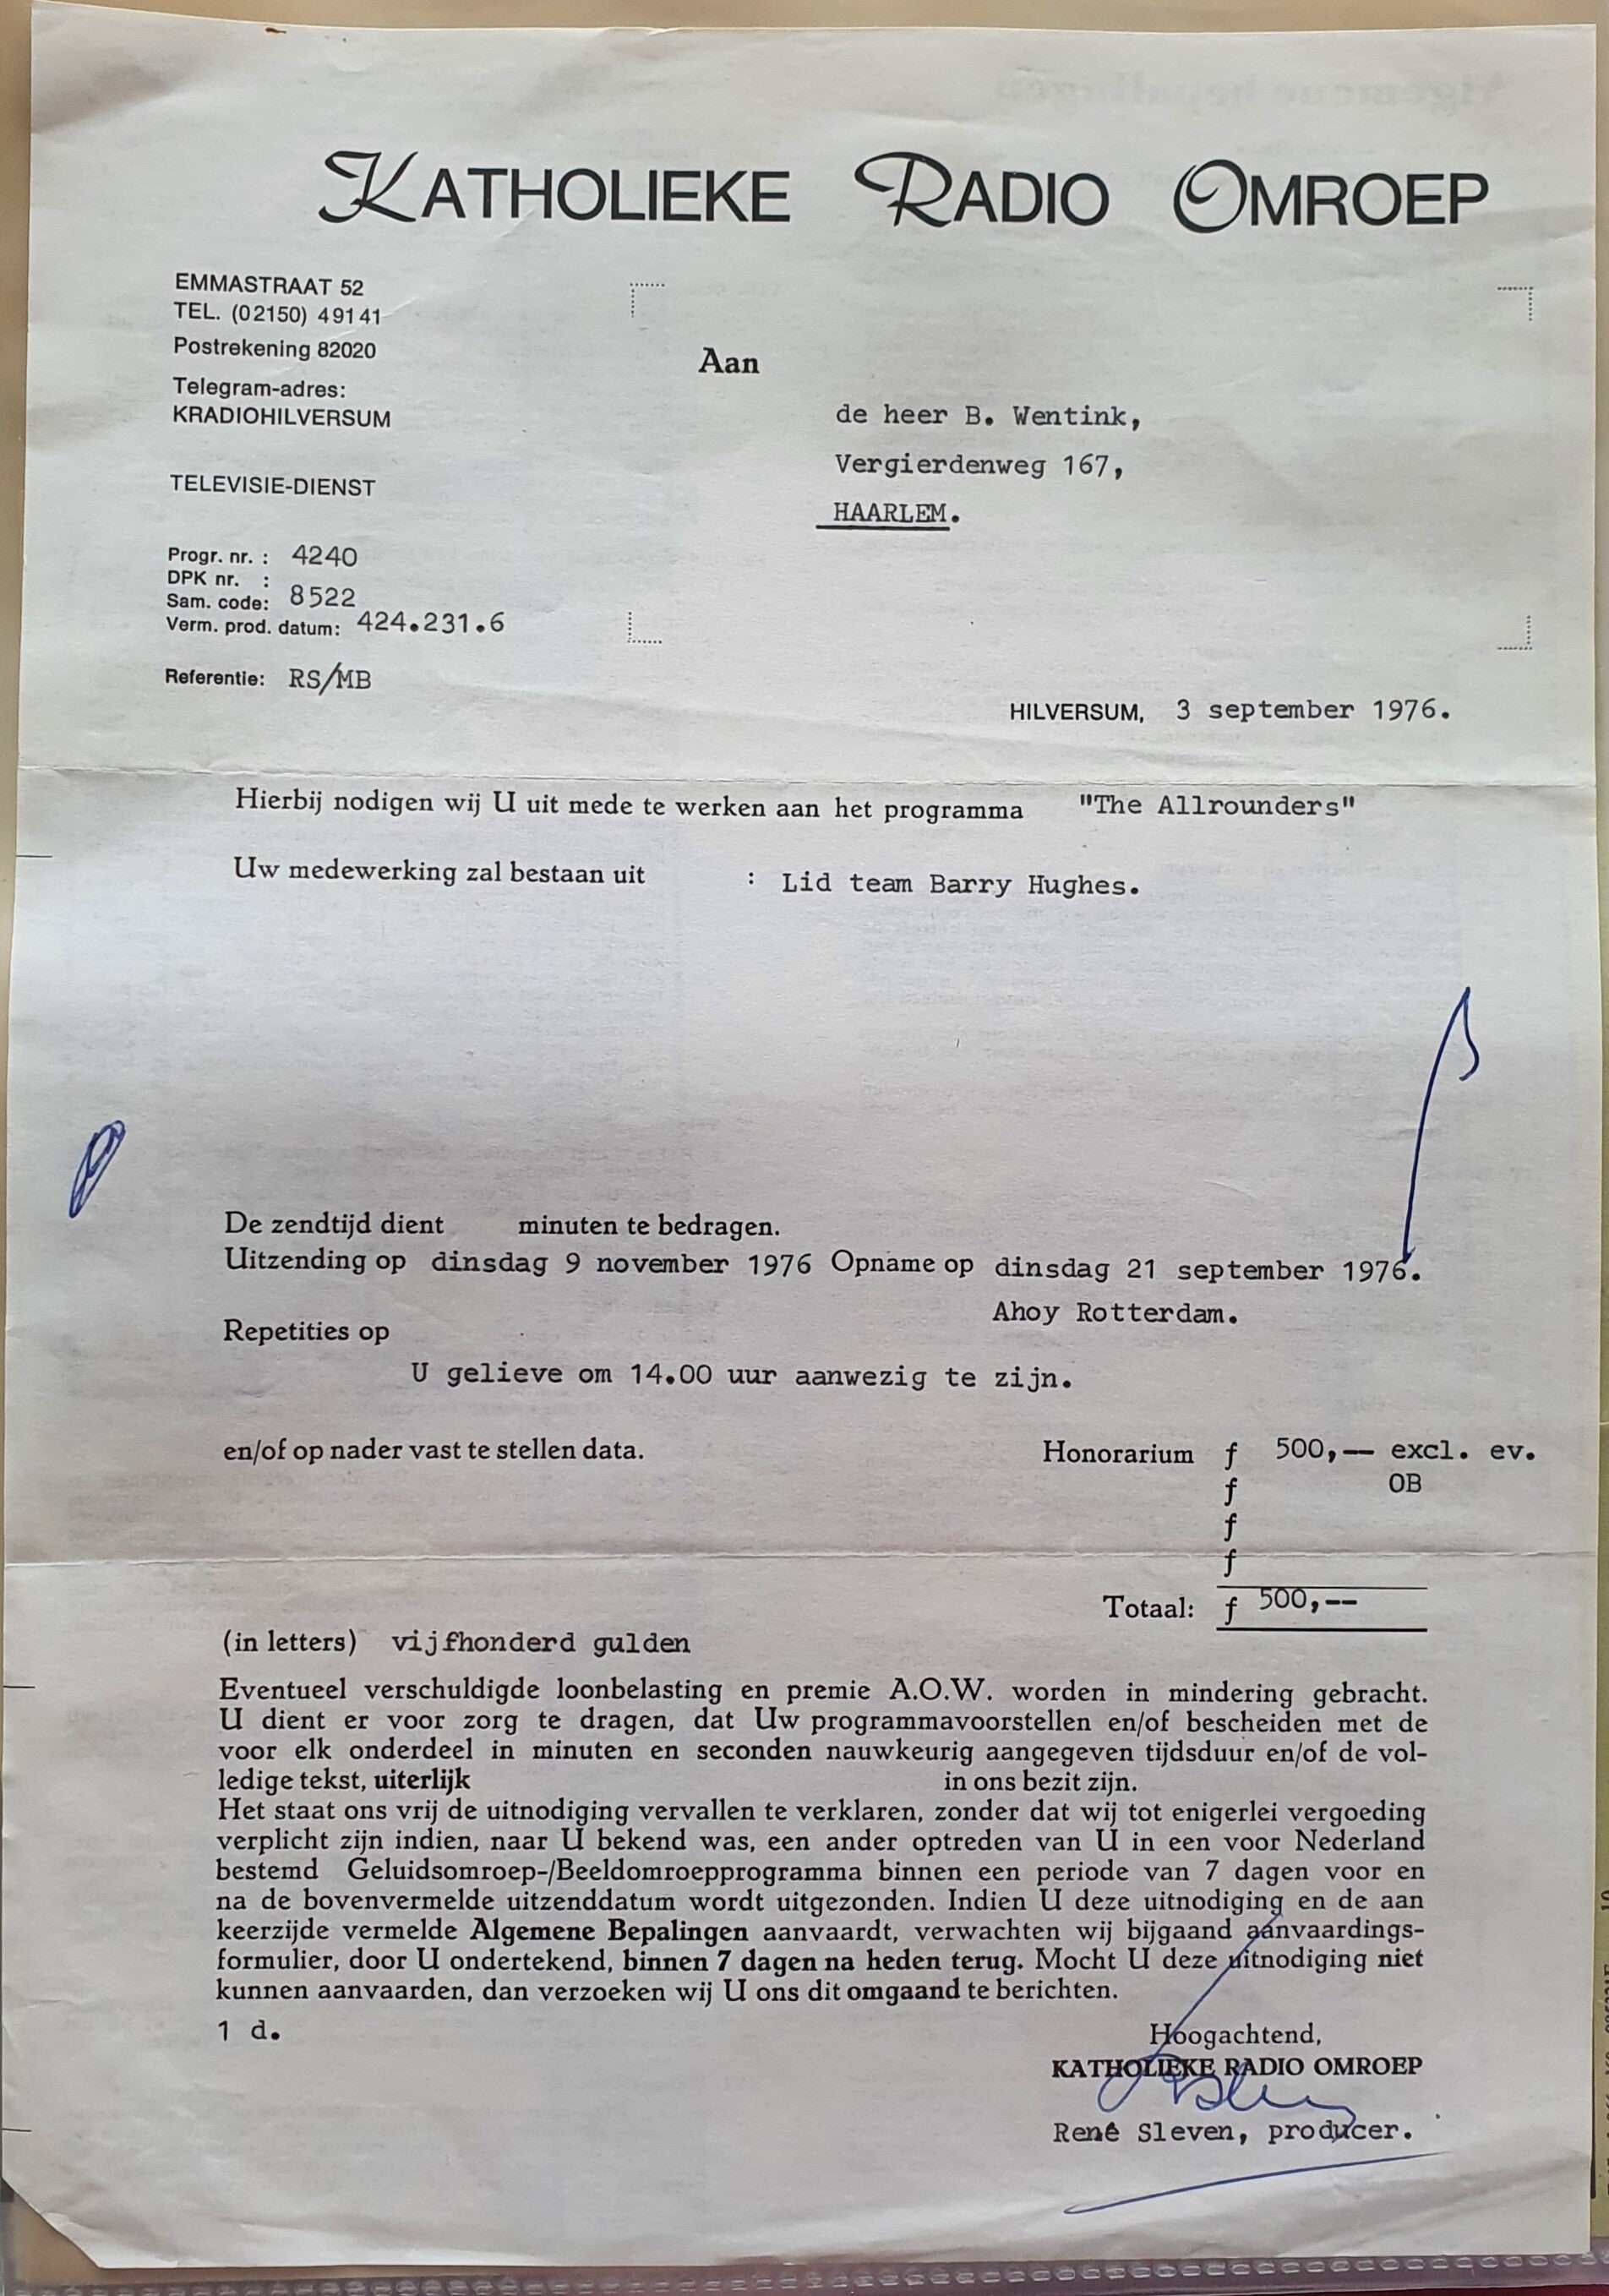 KATHOLIEKE RADIO OMROEP
EMMASTRAAT 52
TEL. (02150) 49141
Postrekening 82020
Telegram-adres:
KRADIOHILVERSUM
TELEVISIE-DIENST
Progr. nr. : 4240
DPK nr. :
Sam. code: 8522
Verm. prod. datum: 424.231.6
Referentie: RS/MB
Aan
de heer B. Wentink,
Vergierdenweg 167,
HAARLEM.
HILVERSUM, 3 september 1976.
Hierbij nodigen wij U uit mede te werken aan het programma "The Allrounders"
Uw medewerking zal bestaan uit : Lid team Barry Hughes.
De zendtijd dient minuten te bedragen.
Uitzending op dinsdag 9 november 1976 Opname op dinsdag 21 september 1976.
Ahoy Rotterdam.
Repetities op
U gelieve om 14.00 uur aanwezig te zijn.
en/of op nader vast te stellen data. Honorarium f 500,-- excl. ev.
f OB
f
f
Totaal: f 500,--
(in letters) vijfhonderd gulden
Eventueel verschuldigde loonbelasting en premie A.O.W. worden in mindering gebracht.
U dient er voor zorg te dragen, dat Uw programmavoorstellen en/of bescheiden met de
voor elk onderdeel in minuten en seconden nauwkeurig aangegeven tijdsduur en/of de vol-
ledige tekst, uiterlijk in ons bezit zijn.
Het staat ons vrij de uitnodiging vervallen te verklaren, zonder dat wij tot enigerlei vergoeding
verplicht zijn indien, naar U bekend was, een ander optreden van U in een voor Nederland
bestemd Geluidsomroep-/Beeldomroepprogramma binnen een periode van 7 dagen voor en
na de bovenvermelde uitzenddatum wordt uitgezonden. Indien U deze uitnodiging en de aan
keerzijde vermelde Algemene Bepalingen aanvaardt, verwachten wij bijgaand aanvaardings-
formulier, door U ondertekend, binnen 7 dagen na heden terug. Mocht U deze uitnodiging niet
kunnen aanvaarden, dan verzoeken wij U ons dit omgaand te berichten.
1 d.
Hoogachtend,
KATHOLIEKE RADIO OMROEP
René Sleven, producer.